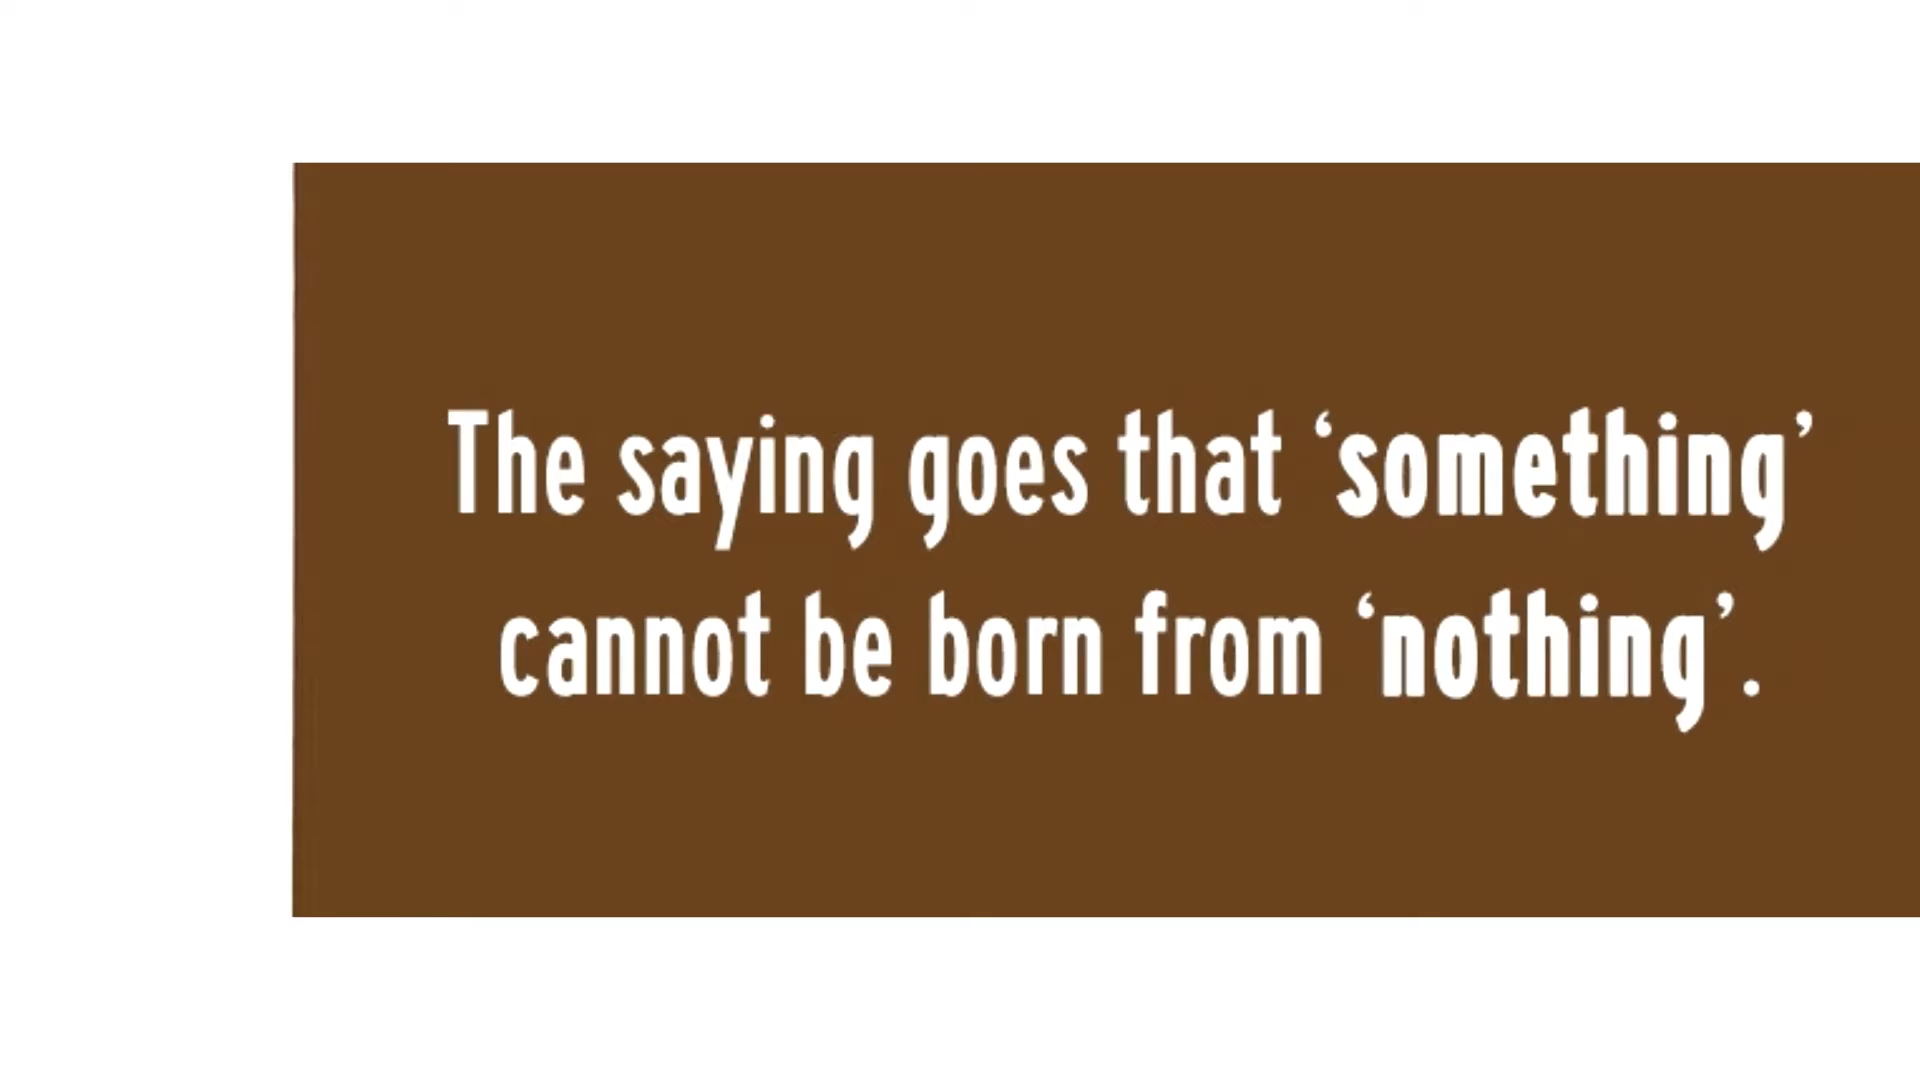 The saying goes that ‘something’
cannot be born from ‘nothing’.